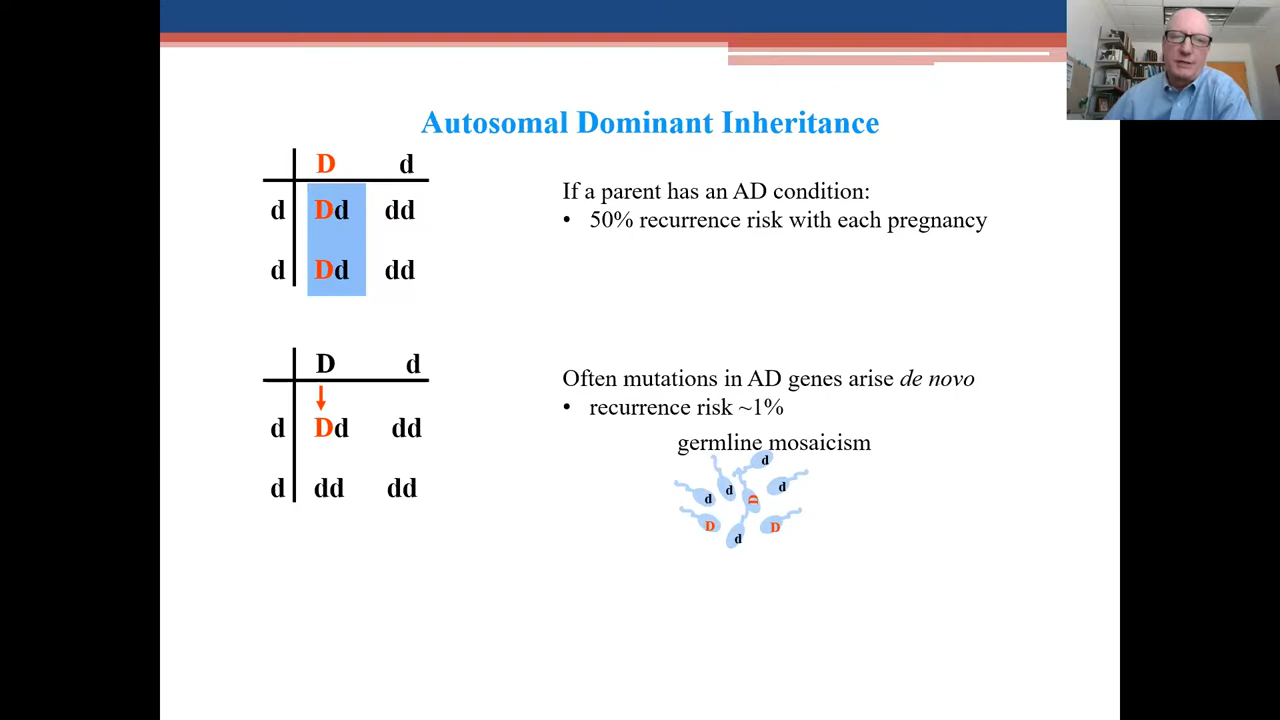 Autosomal Dominant Inheritance
D d
d Dd dd
d Dd dd
If a parent has an AD condition:
• 50% recurrence risk with each pregnancy
D d
d Dd dd
d dd dd
Often mutations in AD genes arise de novo
• recurrence risk ~1%
germline mosaicism
d
d d D d
D D
d